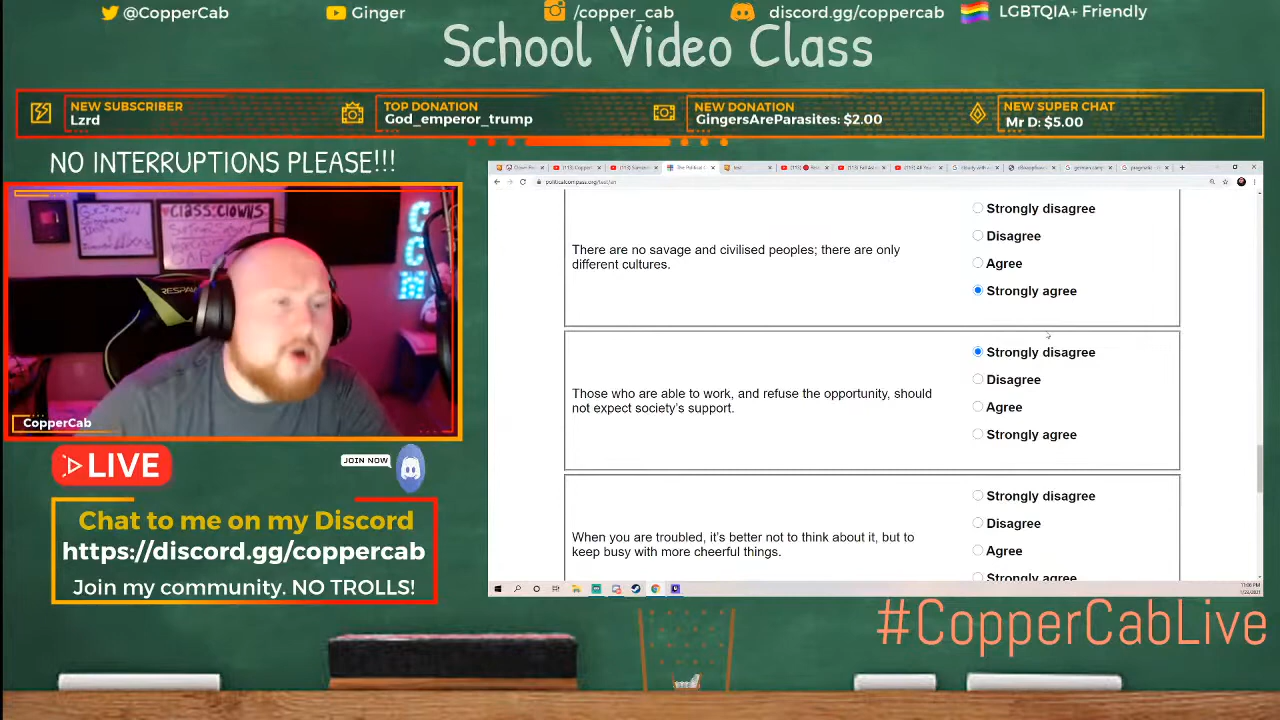 @CopperCab
Ginger
/copper_cab
discord.gg/coppercab
LGBTQIA+ Friendly
School Video Class
NEW SUBSCRIBER
Lzrd
TOP DONATION
God_emperor_trump
NEW DONATION
GingersAreParasites: $2.00
NEW SUPER CHAT
Mr D: $5.00
NO INTERRUPTIONS PLEASE!!!
CLASS CLOWNS
RESPAWN
CopperCab
LIVE
JOIN NOW
Chat to me on my Discord
https://discord.gg/coppercab
Join my community. NO TROLLS!
politicalcompass.org/test/en
There are no savage and civilised peoples; there are only
different cultures.
Strongly disagree
Disagree
Agree
Strongly agree
Those who are able to work, and refuse the opportunity, should
not expect society's support.
Strongly disagree
Disagree
Agree
Strongly agree
When you are troubled, it's better not to think about it, but to
keep busy with more cheerful things.
Strongly disagree
Disagree
Agree
Strongly agree
#CopperCabLive